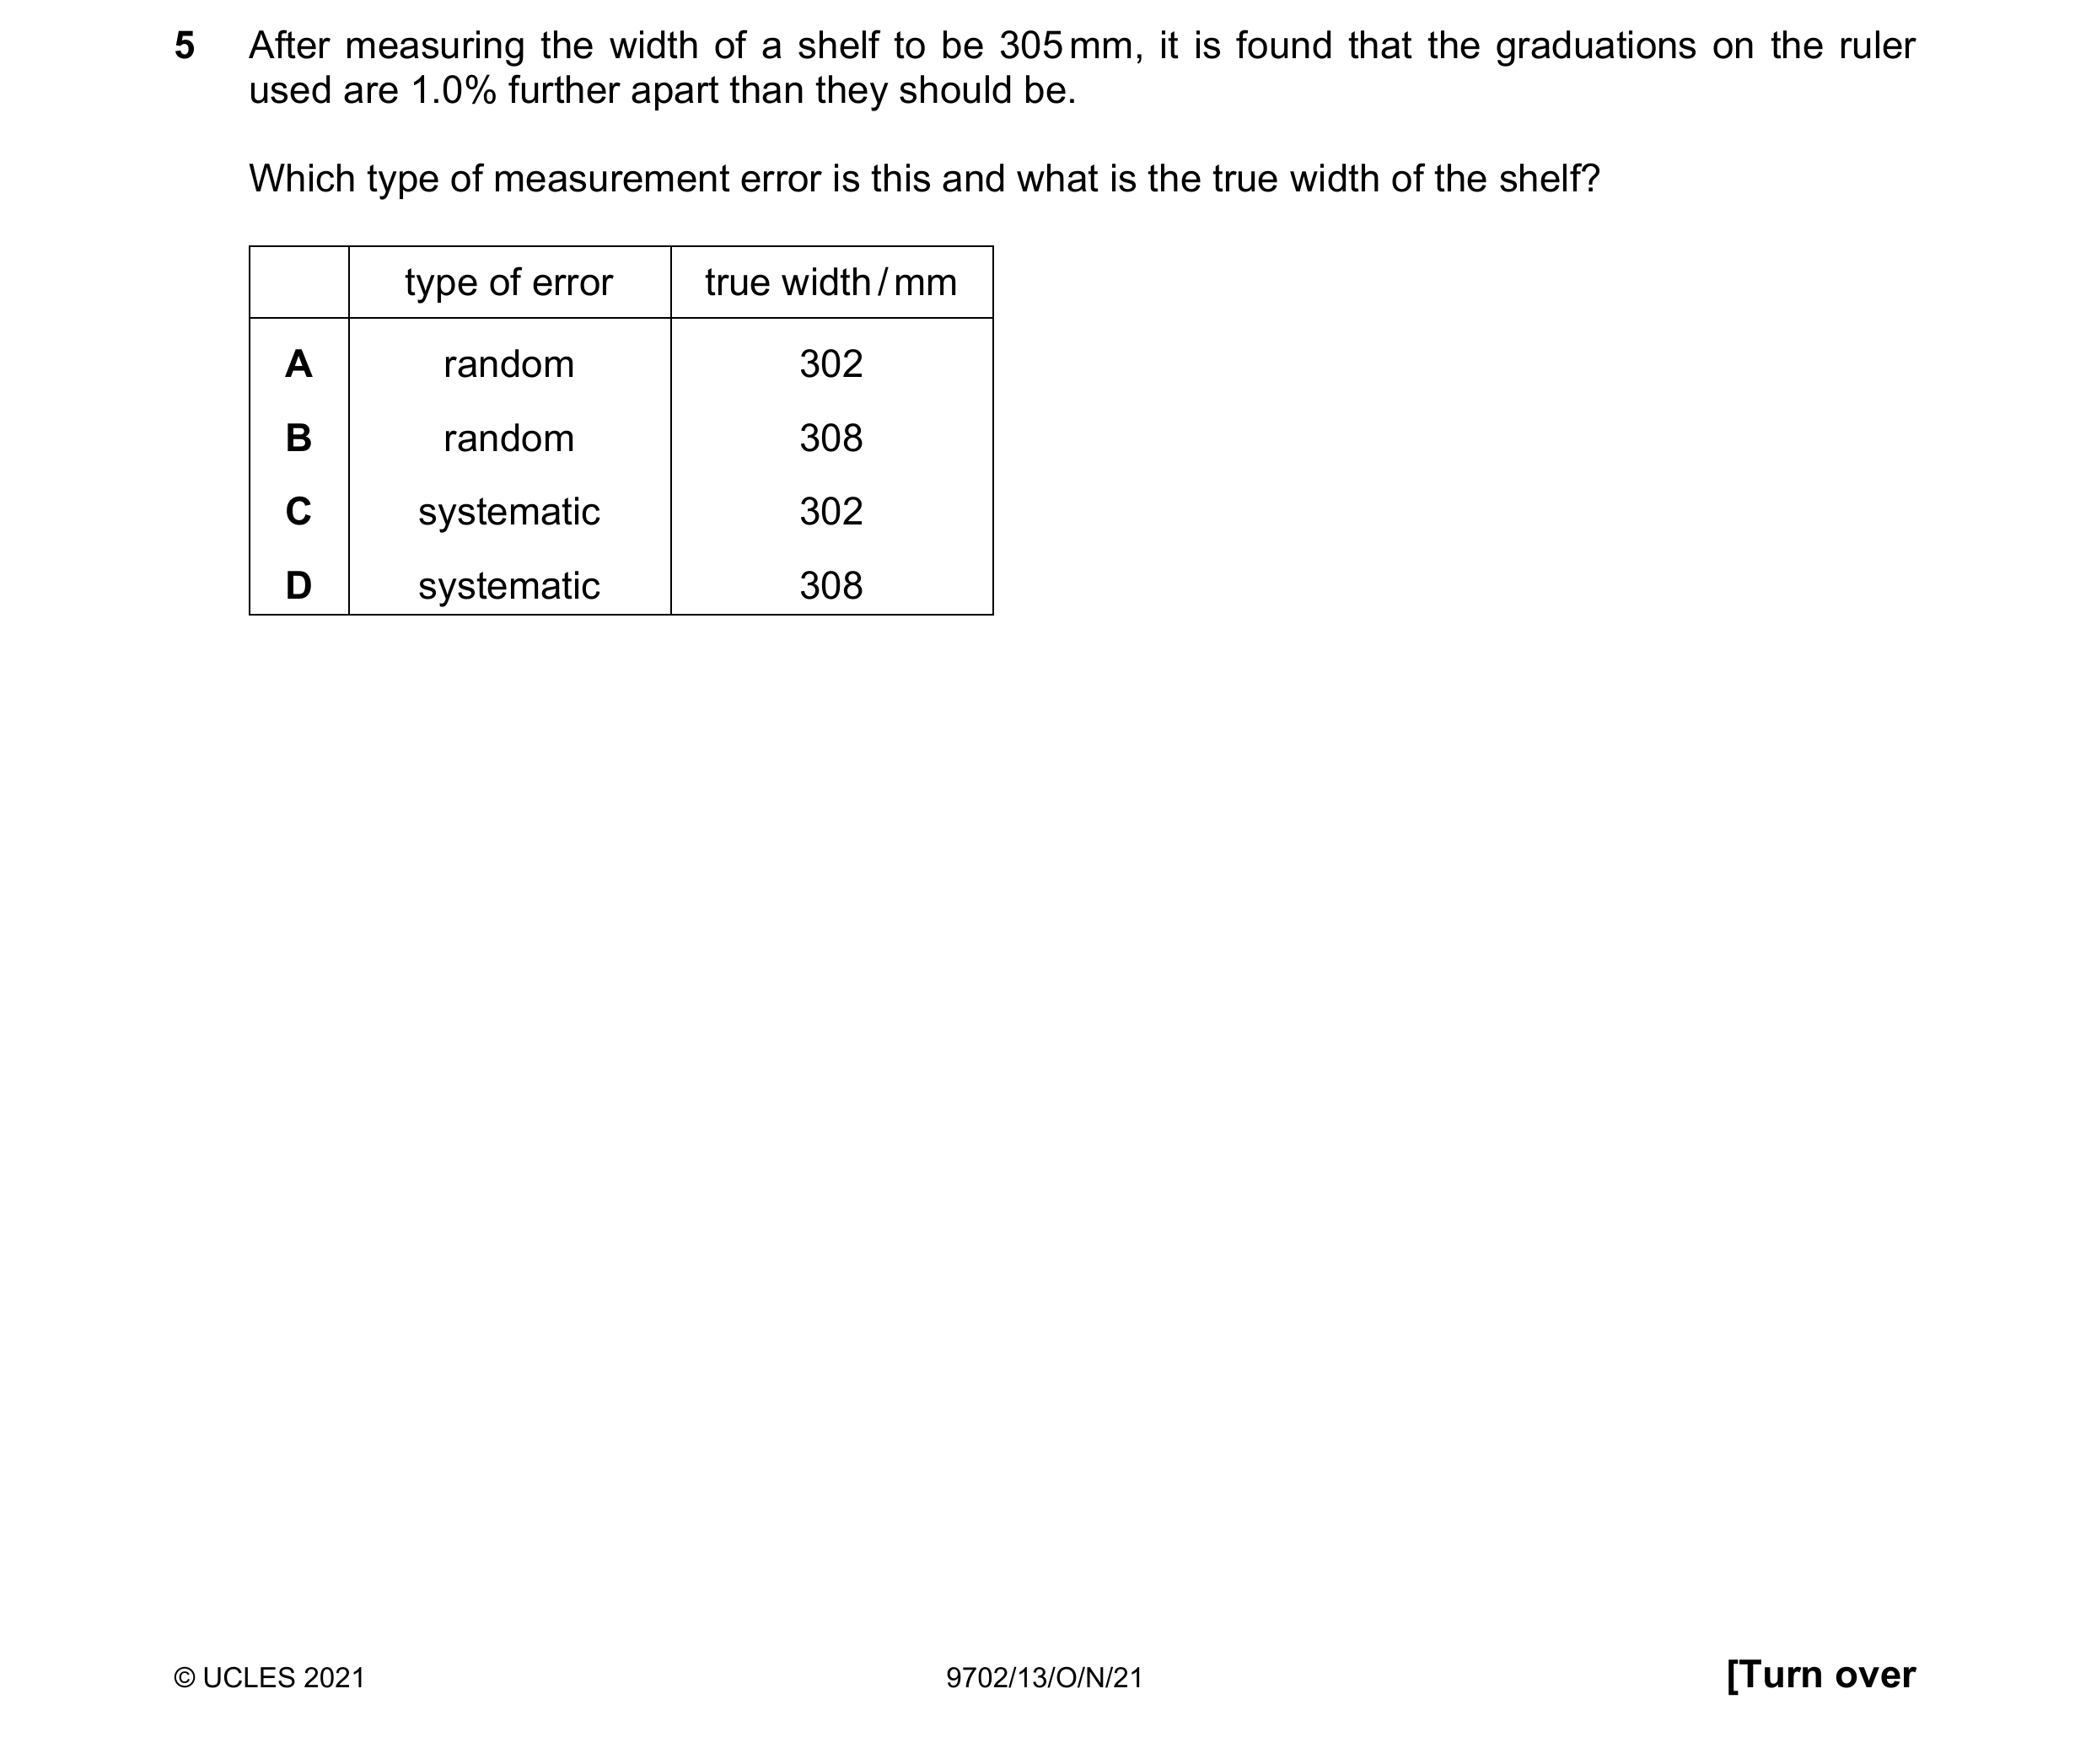 5 After measuring the width of a shelf to be 305 mm, it is found that the graduations on the ruler
used are 1.0% further apart than they should be.
Which type of measurement error is this and what is the true width of the shelf?
type of error true width / mm
A random 302
B random 308
C systematic 302
D systematic 308
© UCLES 2021 9702/13/O/N/21 [Turn over